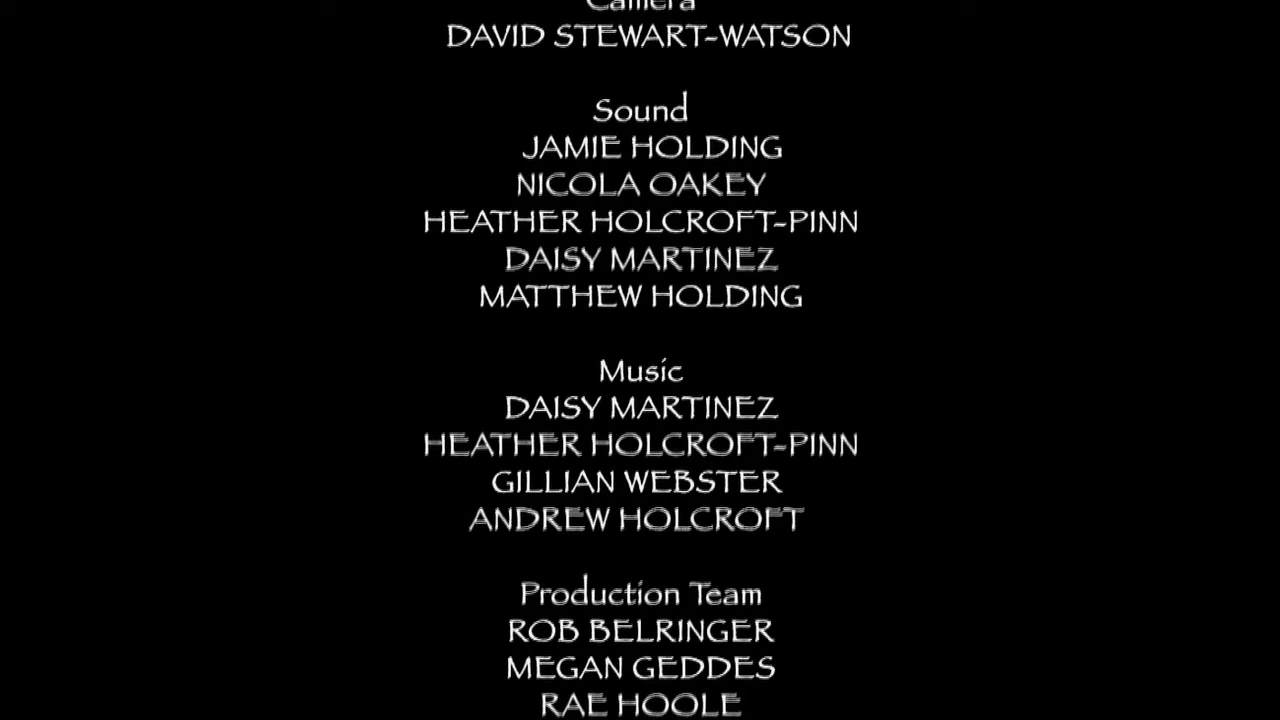 Camera
DAVID STEWART-WATSON
Sound
JAMIE HOLDING
NICOLA OAKEY
HEATHER HOLCROFT-PINN
DAISY MARTINEZ
MATTHEW HOLDING
Music
DAISY MARTINEZ
HEATHER HOLCROFT-PINN
GILLIAN WEBSTER
ANDREW HOLCROFT
Production Team
ROB BELRINGER
MEGAN GEDDES
RAE HOOLE